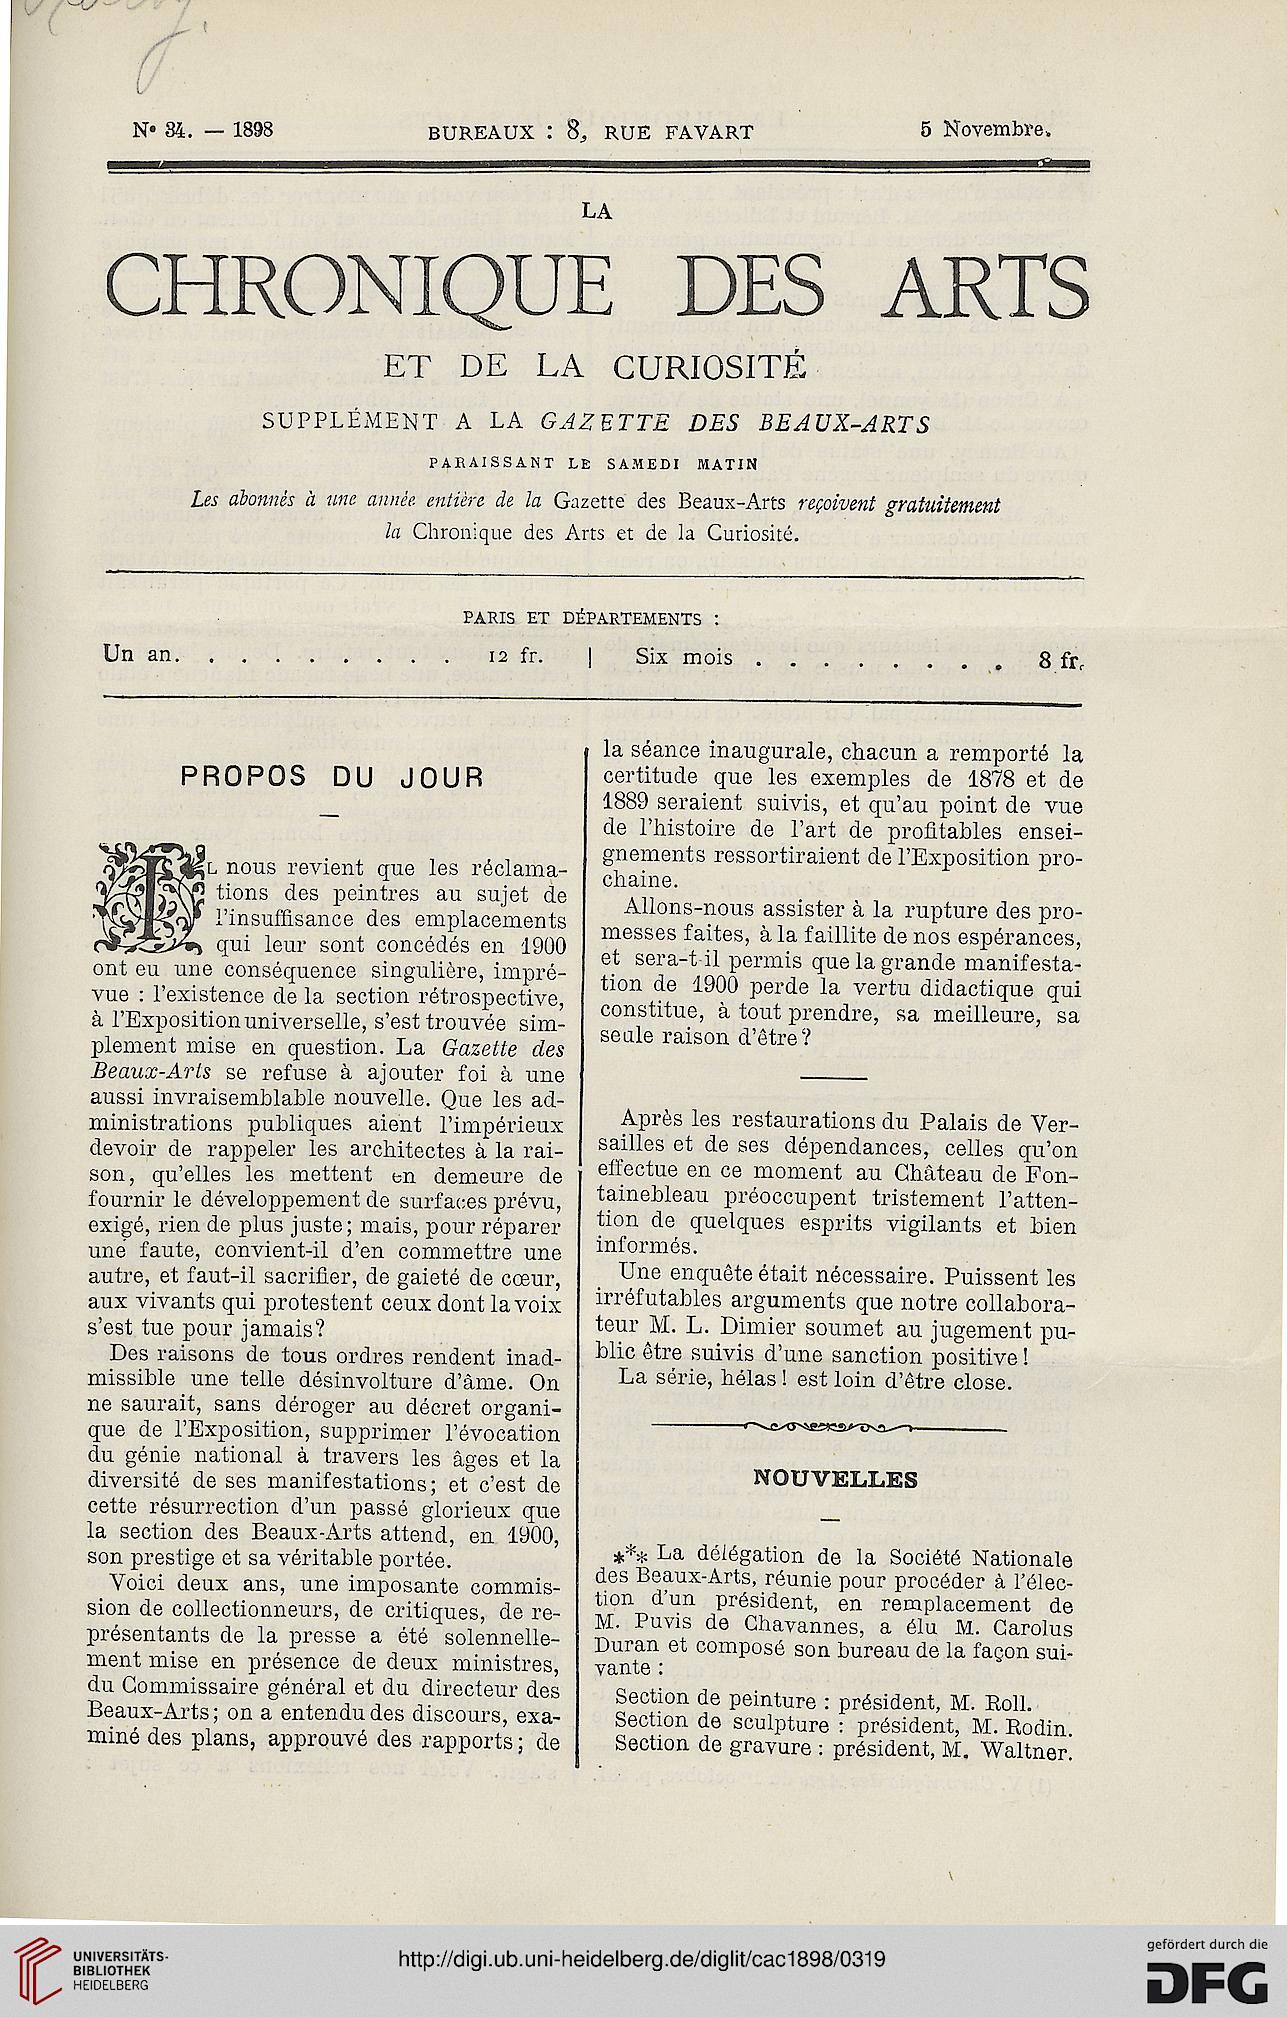 N° 34. — 1898 BUREAUX : 8, RUE FAVART 5 Novembre.
LA
CHRONIQUE DES ARTS
ET DE LA CURIOSITÉ
SUPPLÉMENT A LA GAZETTE DES BEAUX-ARTS
PARAISSANT LE SAMEDI MATIN
Les abonnés à une année entière de la Gazette des Beaux-Arts reçoivent gratuitement
la Chronique des Arts et de la Curiosité.
PARIS ET DÉPARTEMENTS :
Un an. . . . . . . . . . 12 fr. | Six mois . . . . . . . . 8 fr.
PROPOS DU JOUR
—
IL nous revient que les réclama-
tions des peintres au sujet de
l'insuffisance des emplacements
qui leur sont concédés en 1900
ont eu une conséquence singulière, impré-
vue : l'existence de la section rétrospective,
à l'Exposition universelle, s'est trouvée sim-
plement mise en question. La Gazette des
Beaux-Arts se refuse à ajouter foi à une
aussi invraisemblable nouvelle. Que les ad-
ministrations publiques aient l'impérieux
devoir de rappeler les architectes à la rai-
son, qu'elles les mettent en demeure de
fournir le développement de surfaces prévu,
exigé, rien de plus juste; mais, pour réparer
une faute, convient-il d'en commettre une
autre, et faut-il sacrifier, de gaieté de cœur,
aux vivants qui protestent ceux dont la voix
s'est tue pour jamais?
Des raisons de tous ordres rendent inad-
missible une telle désinvolture d'âme. On
ne saurait, sans déroger au décret organi-
que de l'Exposition, supprimer l'évocation
du génie national à travers les âges et la
diversité de ses manifestations; et c'est de
cette résurrection d'un passé glorieux que
la section des Beaux-Arts attend, en 1900,
son prestige et sa véritable portée.
Voici deux ans, une imposante commis-
sion de collectionneurs, de critiques, de re-
présentants de la presse a été solennelle-
ment mise en présence de deux ministres,
du Commissaire général et du directeur des
Beaux-Arts; on a entendu des discours, exa-
miné des plans, approuvé des rapports; de
la séance inaugurale, chacun a remporté la
certitude que les exemples de 1878 et de
1889 seraient suivis, et qu'au point de vue
de l'histoire de l'art de profitables ensei-
gnements ressortiraient de l'Exposition pro-
chaine.
Allons-nous assister à la rupture des pro-
messes faites, à la faillite de nos espérances,
et sera-t-il permis que la grande manifesta-
tion de 1900 perde la vertu didactique qui
constitue, à tout prendre, sa meilleure, sa
seule raison d'être?
Après les restaurations du Palais de Ver-
sailles et de ses dépendances, celles qu'on
effectue en ce moment au Château de Fon-
tainebleau préoccupent tristement l'atten-
tion de quelques esprits vigilants et bien
informés.
Une enquête était nécessaire. Puissent les
irréfutables arguments que notre collabora-
teur M. L. Dimier soumet au jugement pu-
blic être suivis d'une sanction positive!
La série, hélas! est loin d'être close.
NOUVELLES
—
*** La délégation de la Société Nationale
des Beaux-Arts, réunie pour procéder à l'élec-
tion d'un président, en remplacement de
M. Puvis de Chavannes, a élu M. Carolus
Duran et composé son bureau de la façon sui-
vante :
Section de peinture : président, M. Roll.
Section de sculpture : président, M. Rodin.
Section de gravure : président, M. Waltner.
UNIVERSITÄTS-
BIBLIOTHEK
HEIDELBERG
http://digi.ub.uni-heidelberg.de/diglit/cac1898/0319
gefördert durch die
DFG